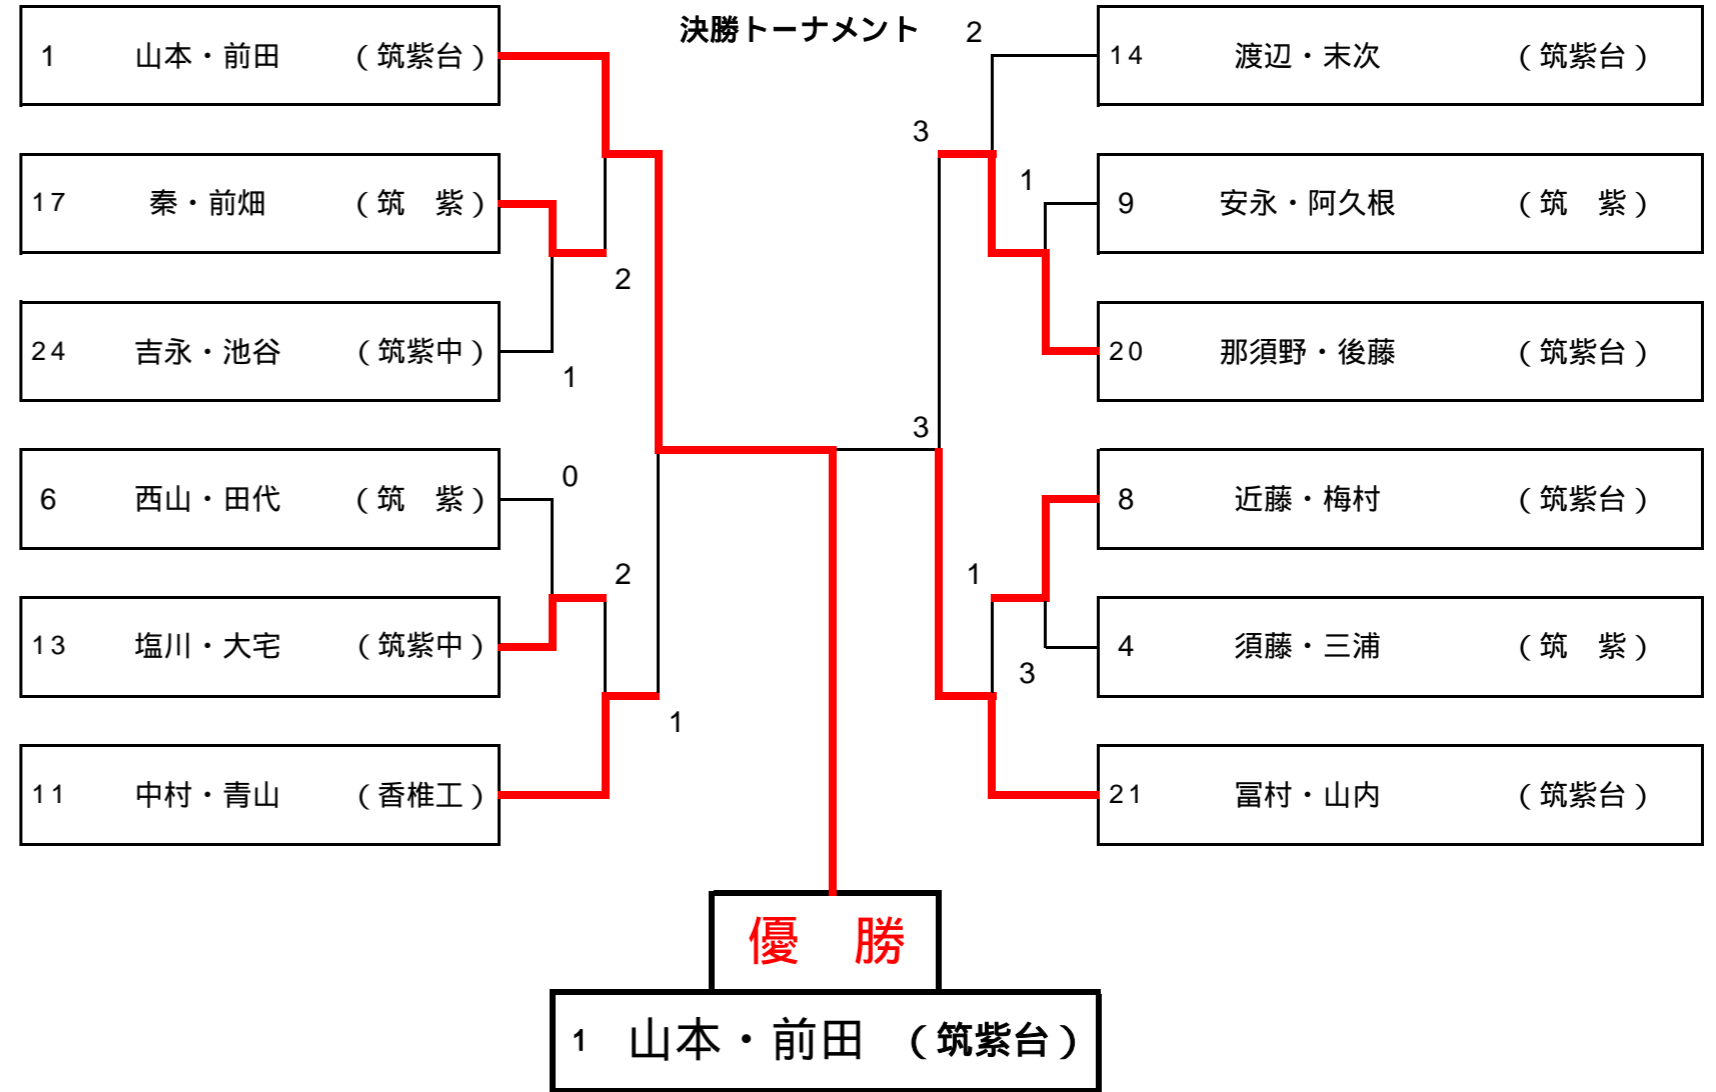 決勝トーナメント
1 山本・前田 (筑紫台)
17 秦・前畑 (筑 紫)
24 吉永・池谷 (筑紫中)
6 西山・田代 (筑 紫)
13 塩川・大宅 (筑紫中)
11 中村・青山 (香椎工)
2
1
0
2
1
2
3
1
3
1
3
14 渡辺・末次 (筑紫台)
9 安永・阿久根 (筑 紫)
20 那須野・後藤 (筑紫台)
8 近藤・梅村 (筑紫台)
4 須藤・三浦 (筑 紫)
21 冨村・山内 (筑紫台)
優 勝
1 山本・前田 (筑紫台)